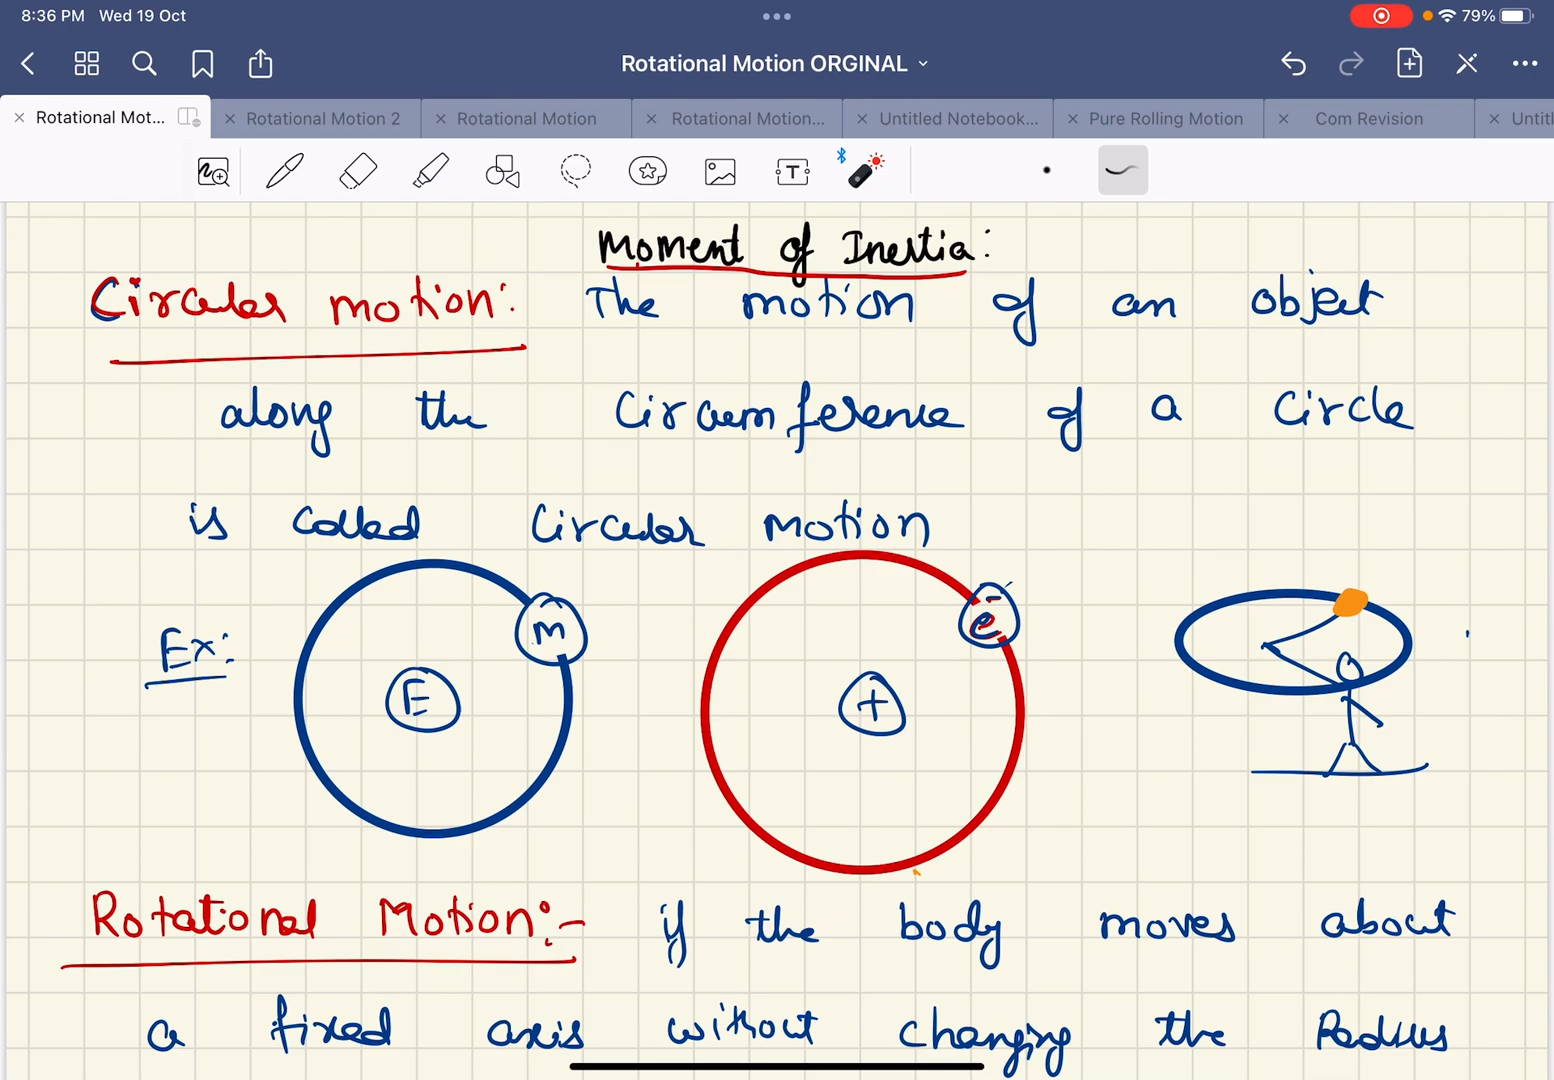 8:36 PM Wed 19 Oct
79%
Rotational Motion ORGINAL
Rotational Mot...
Rotational Motion 2
Rotational Motion
Rotational Motion...
Untitled Notebook...
Pure Rolling Motion
Com Revision
Untitl
T
Moment of Inertia:
Circular motion: The motion of an object
along the Circumference of a Circle
is Called Circular motion
Ex:
m
E
e-
+
Rotational Motion:- if the body moves about
a fixed axis without changing the Radius